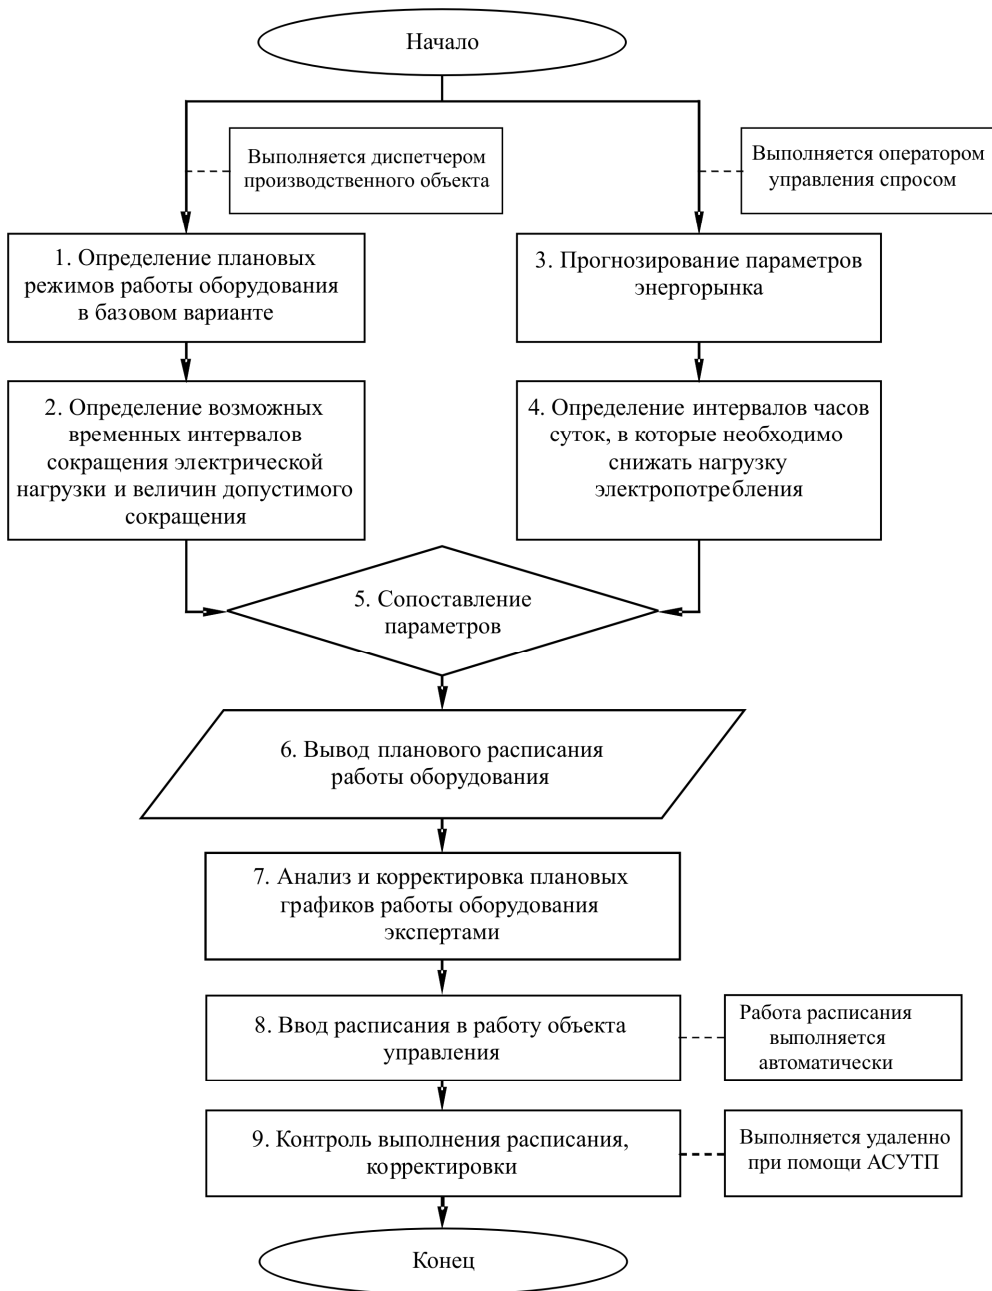 Начало
Выполняется диспетчером
производственного объекта
Выполняется оператором
управления спросом
1. Определение плановых
режимов работы оборудования
в базовом варианте
3. Прогнозирование параметров
энергорынка
2. Определение возможных
временных интервалов
сокращения электрической
нагрузки и величин допустимого
сокращения
4. Определение интервалов часов
суток, в которые необходимо
снижать нагрузку
электропотребления
5. Сопоставление
параметров
6. Вывод планового расписания
работы оборудования
7. Анализ и корректировка плановых
графиков работы оборудования
экспертами
8. Ввод расписания в работу объекта
управления
Работа расписания
выполняется
автоматически
9. Контроль выполнения расписания,
корректировки
Выполняется удаленно
при помощи АСУТП
Конец